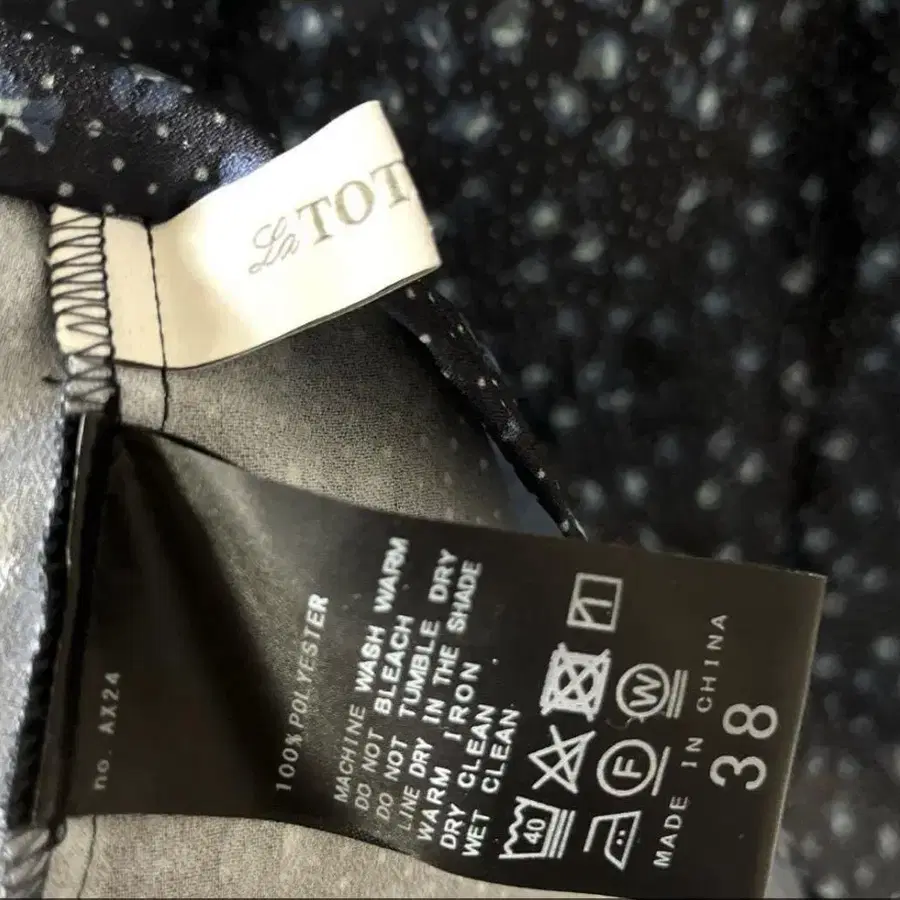 La TOT
no. AX24
100% POLYESTER
MACHINE WASH WARM
DO NOT BLEACH
DO NOT TUMBLE DRY
LINE DRY IN THE SHADE
WARM IRON
DRY CLEAN
WET CLEAN
40
F W
MADE IN CHINA
38